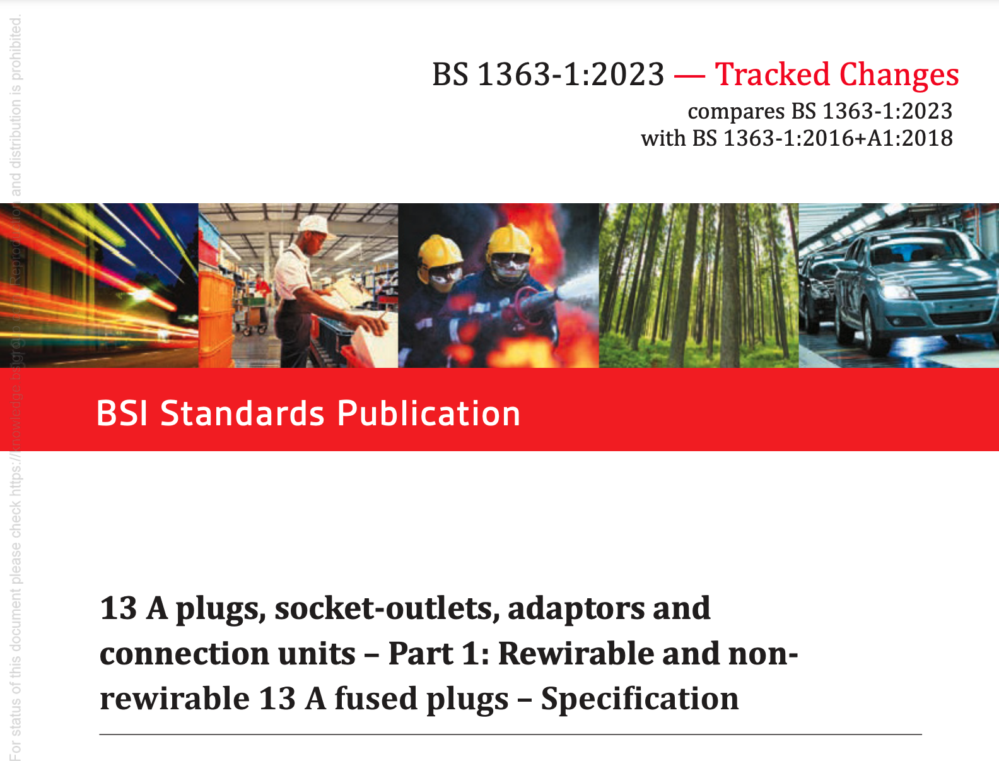 BS 1363-1:2023 — Tracked Changes
compares BS 1363-1:2023
with BS 1363-1:2016+A1:2018
BSI Standards Publication
13 A plugs, socket-outlets, adaptors and
connection units – Part 1: Rewirable and non-
rewirable 13 A fused plugs – Specification
For status of this document please check https://knowledge.bsigroup.com. Reproduction and distribution is prohibited.